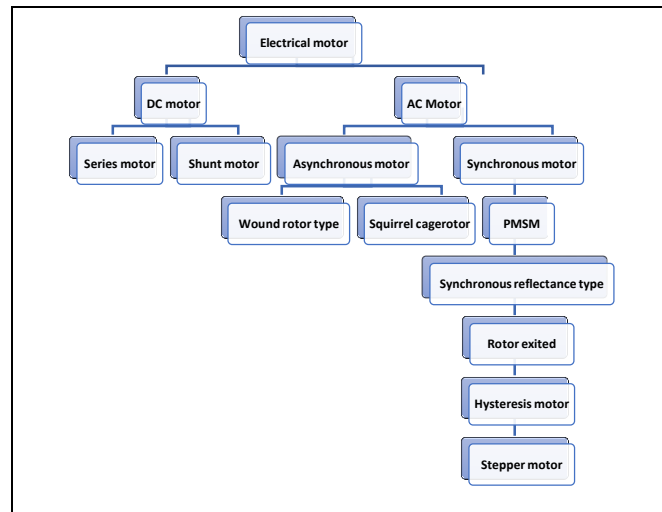 Electrical motor
DC motor
AC Motor
Series motor
Shunt motor
Asynchronous motor
Synchronous motor
Wound rotor type
Squirrel cagerotor
PMSM
Synchronous reflectance type
Rotor exited
Hysteresis motor
Stepper motor